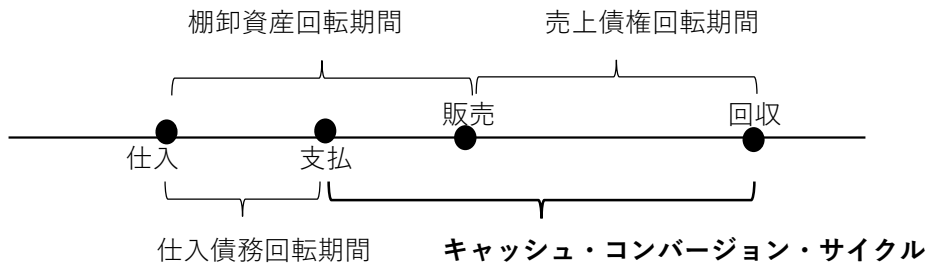 棚卸資産回転期間
売上債権回転期間
販売
回収
仕入
支払
仕入債務回転期間
キャッシュ・コンバージョン・サイクル